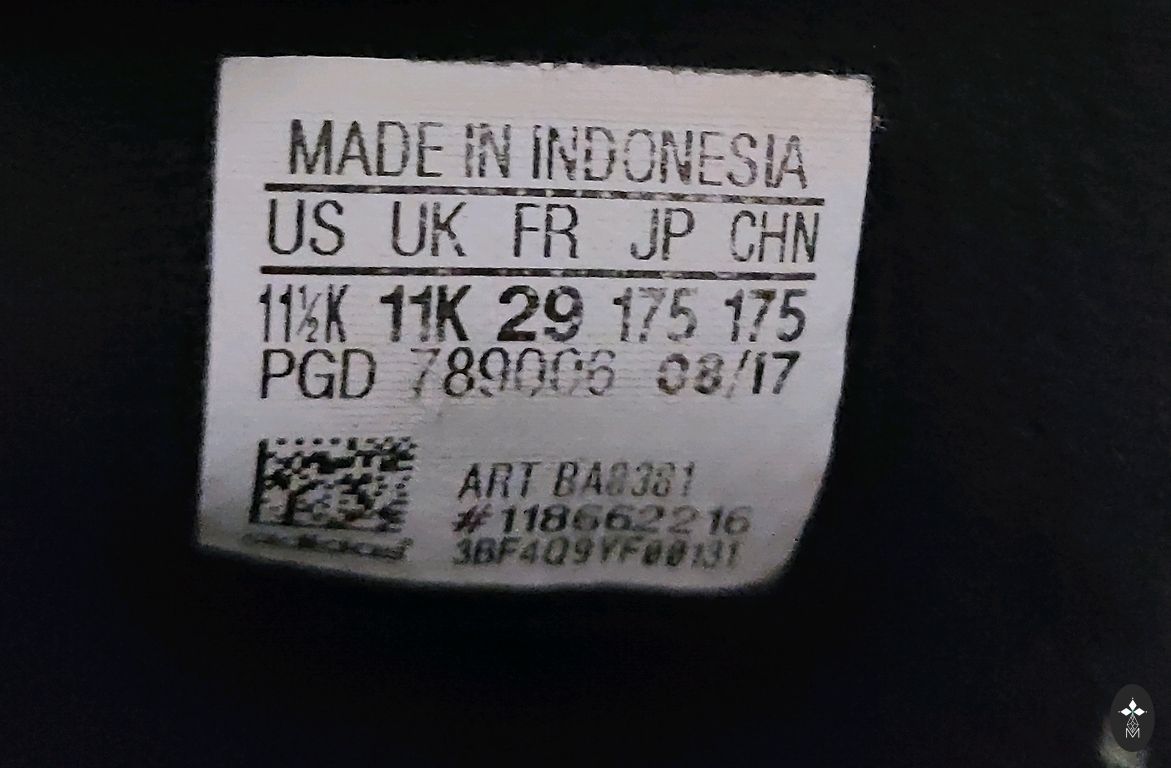 MADE IN INDONESIA
US UK FR JP CHN
11½K 11K 29 175 175
PGD 789006 08/17
ART BA8381
#118662216
3BF4Q9YF00131
M